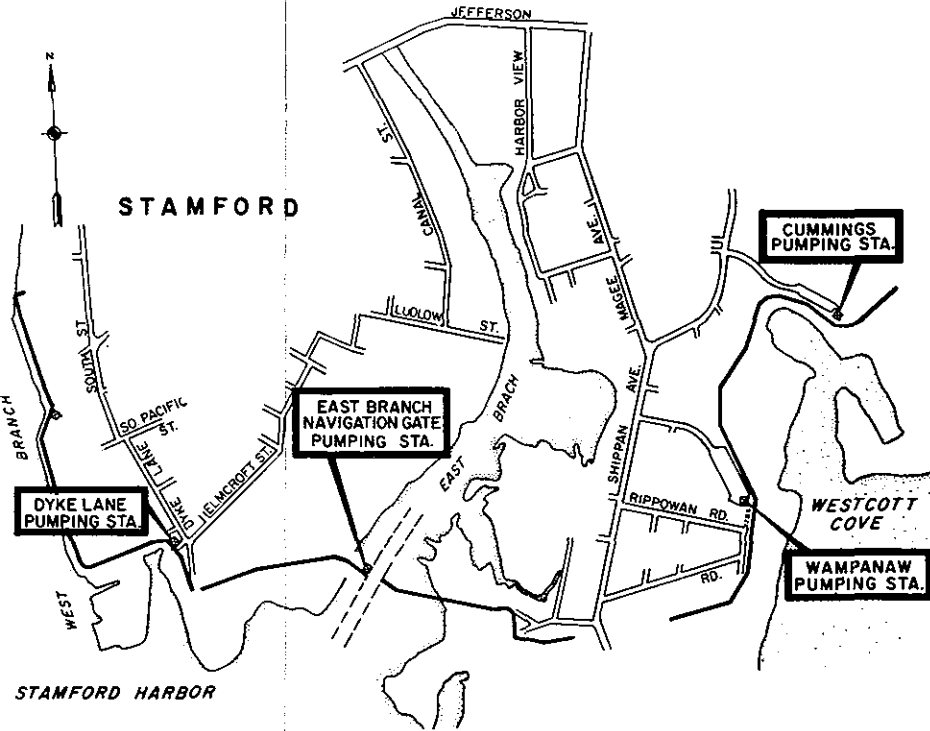 JEFFERSON
N
HARBOR VIEW
CANAL ST.
STAMFORD
MAGEE AVE.
CUMMINGS
PUMPING STA.
LUDLOW ST.
SOUTH ST
BRANCH
SO PACIFIC
ST.
EAST BRANCH
NAVIGATION GATE
PUMPING STA.
EAST BRACH
SHIPPAN AVE.
DYKE LANE
ELMCROFT ST.
DYKE LANE
PUMPING STA.
RIPPOWAN RD.
WESTCOTT
COVE
RD.
WAMPANAW
PUMPING STA.
WEST
STAMFORD HARBOR